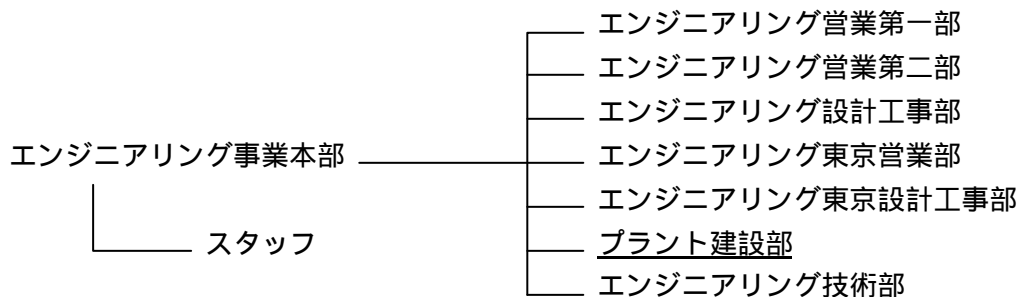 エンジニアリング営業第一部
エンジニアリング営業第二部
エンジニアリング設計工事部
エンジニアリング事業本部
エンジニアリング東京営業部
エンジニアリング東京設計工事部
スタッフ
プラント建設部
エンジニアリング技術部